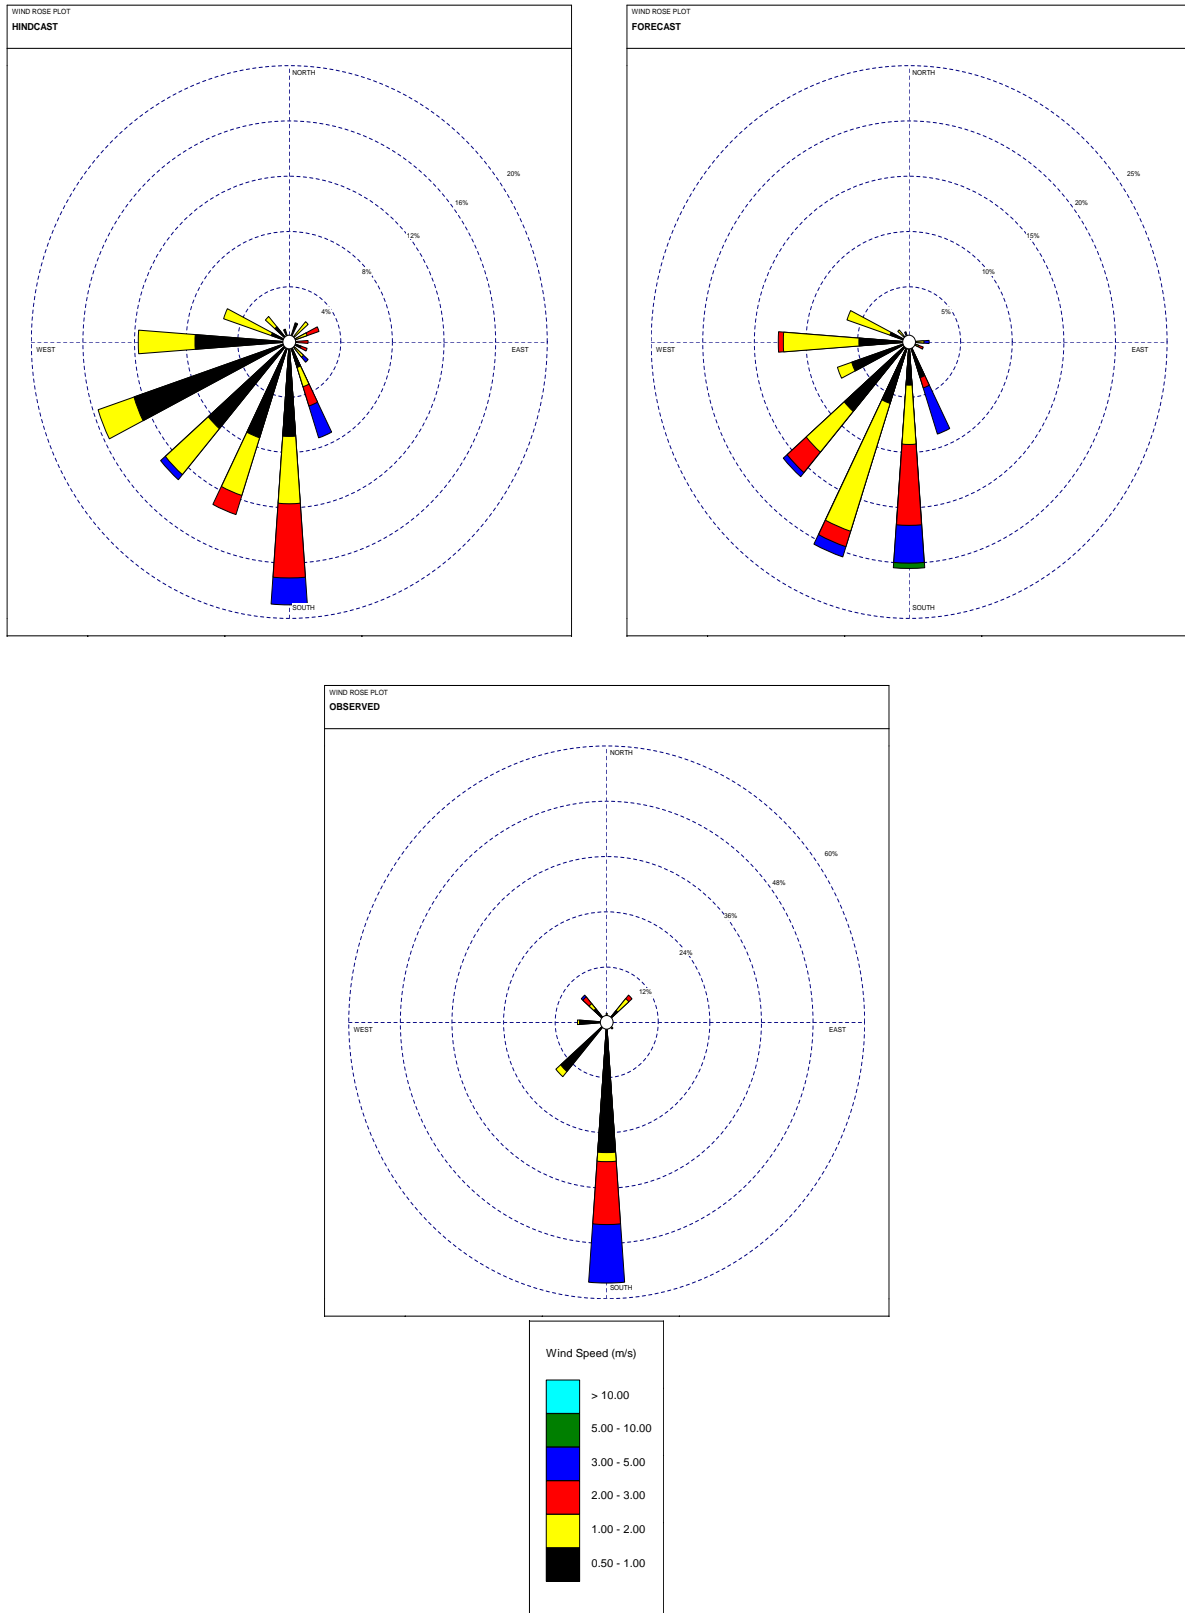 WIND ROSE PLOT
HINDCAST
NORTH
20%
16%
12%
8%
4%
WEST
EAST
SOUTH
WIND ROSE PLOT
FORECAST
NORTH
25%
20%
15%
10%
5%
WEST
EAST
SOUTH
WIND ROSE PLOT
OBSERVED
NORTH
60%
48%
36%
24%
12%
WEST
EAST
SOUTH
Wind Speed (m/s)
> 10.00
5.00 - 10.00
3.00 - 5.00
2.00 - 3.00
1.00 - 2.00
0.50 - 1.00